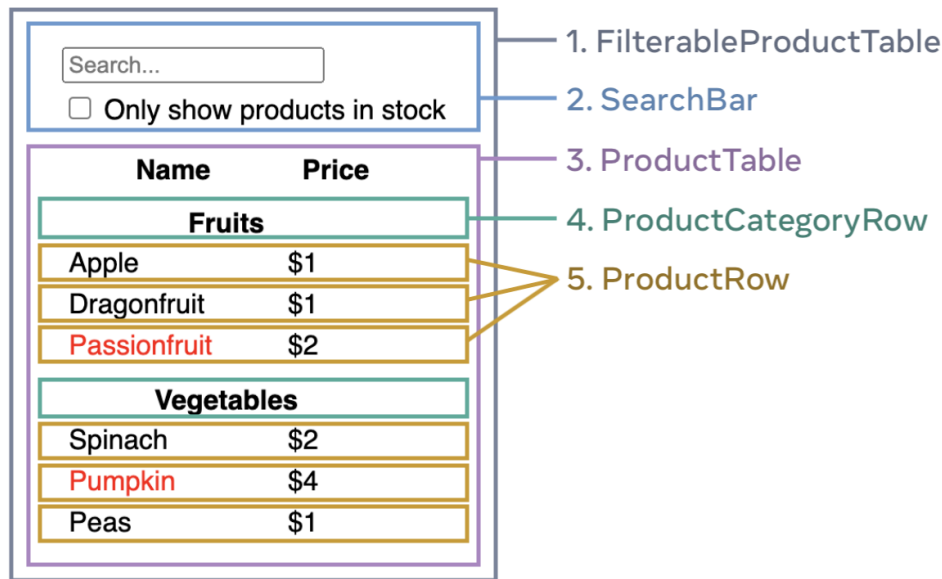 1. FilterableProductTable
Search...
Only show products in stock
2. SearchBar
3. ProductTable
Name Price
4. ProductCategoryRow
Fruits
5. ProductRow
Apple $1
Dragonfruit $1
Passionfruit $2
Vegetables
Spinach $2
Pumpkin $4
Peas $1